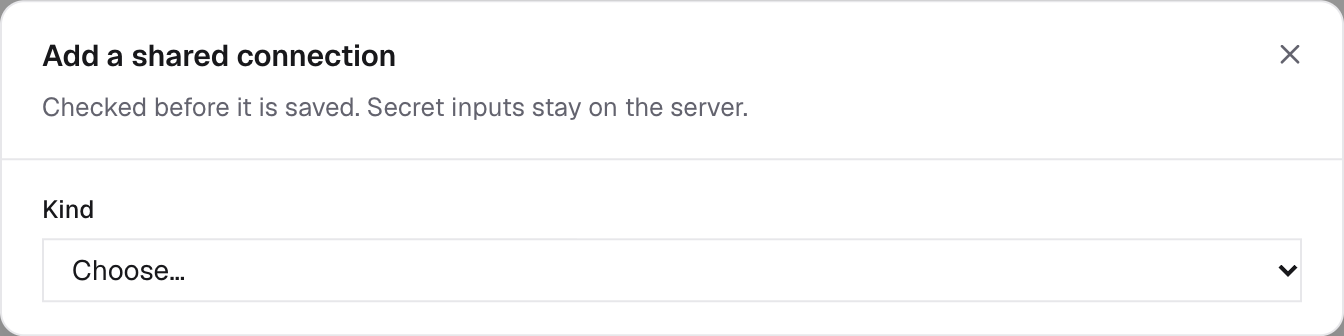 Add a shared connection
Checked before it is saved. Secret inputs stay on the server.
Kind
Choose...